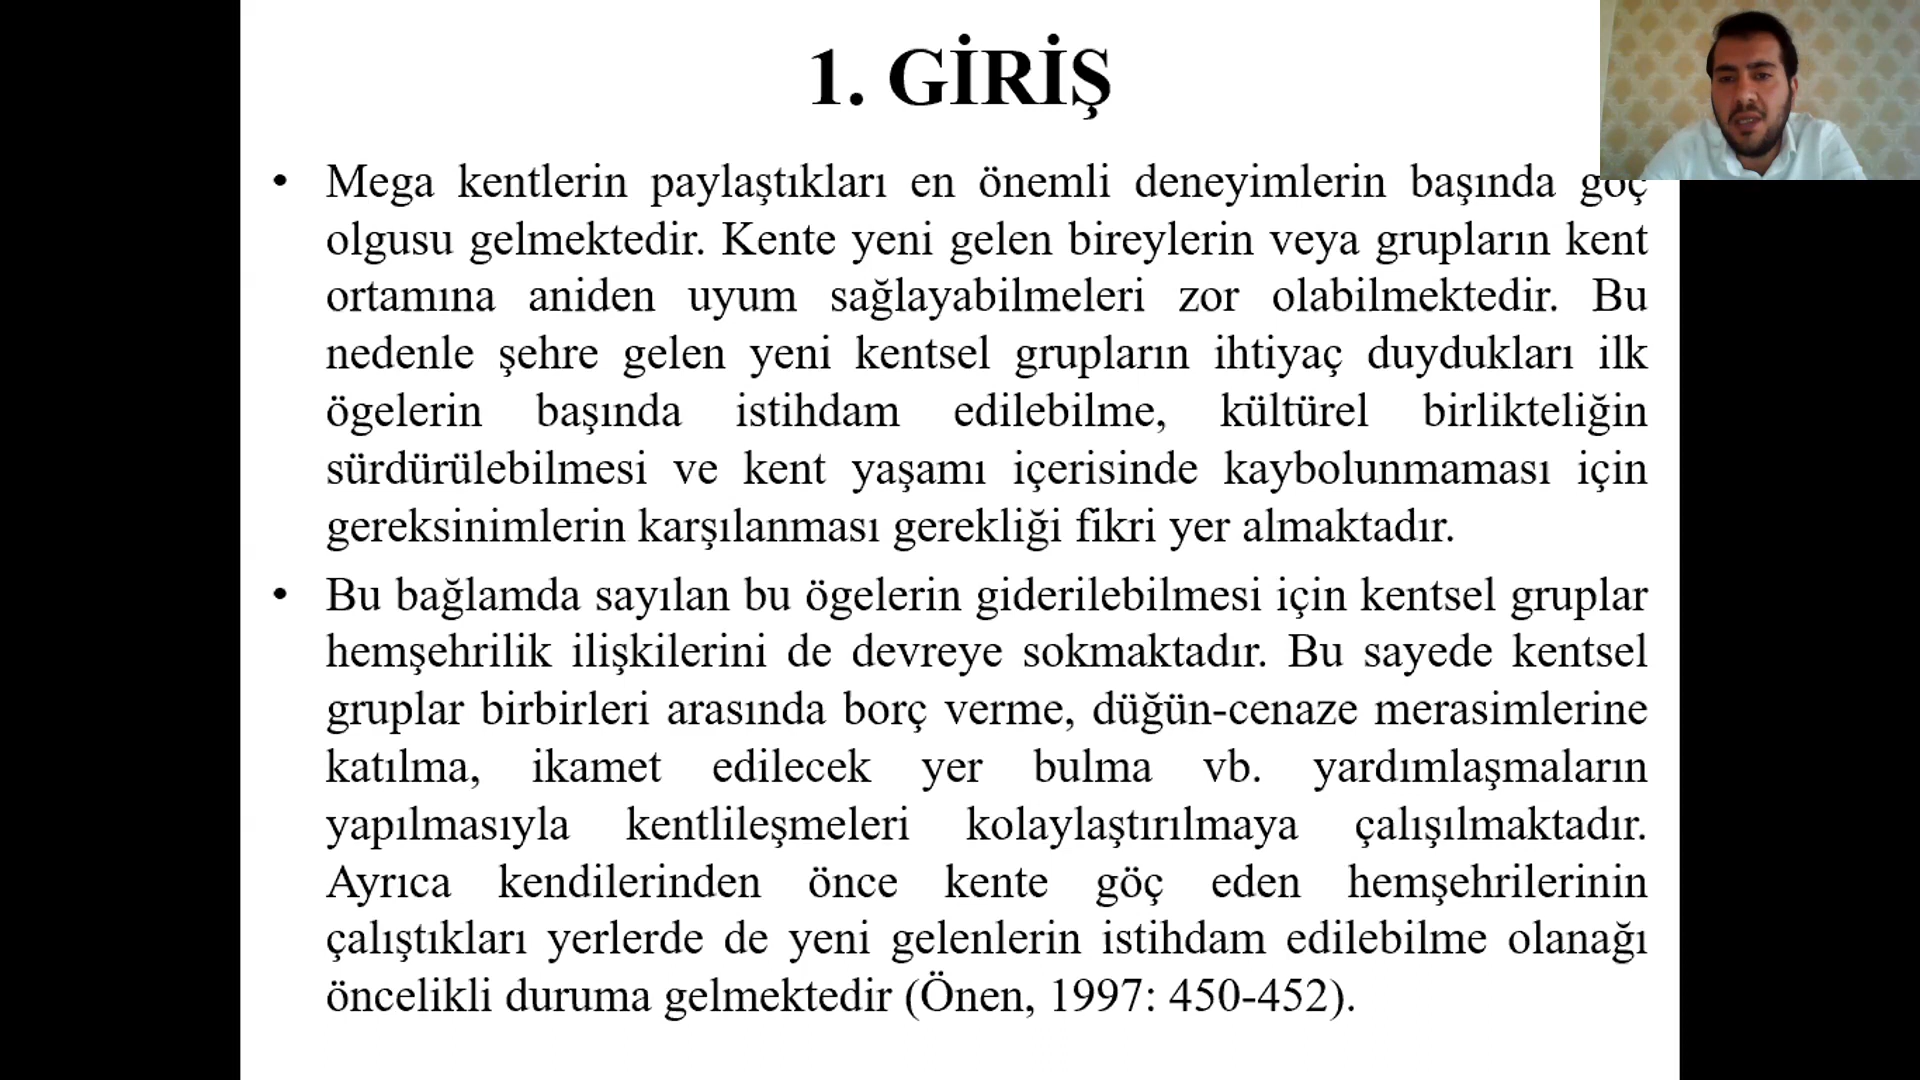 1. GİRİŞ
• Mega kentlerin paylaştıkları en önemli deneyimlerin başında göç
olgusu gelmektedir. Kente yeni gelen bireylerin veya grupların kent
ortamına aniden uyum sağlayabilmeleri zor olabilmektedir. Bu
nedenle şehre gelen yeni kentsel grupların ihtiyaç duydukları ilk
ögelerin başında istihdam edilebilme, kültürel birlikteliğin
sürdürülebilmesi ve kent yaşamı içerisinde kaybolunmaması için
gereksinimlerin karşılanması gerekliği fikri yer almaktadır.
• Bu bağlamda sayılan bu ögelerin giderilebilmesi için kentsel gruplar
hemşehrilik ilişkilerini de devreye sokmaktadır. Bu sayede kentsel
gruplar birbirleri arasında borç verme, düğün-cenaze merasimlerine
katılma, ikamet edilecek yer bulma vb. yardımlaşmaların
yapılmasıyla kentlileşmeleri kolaylaştırılmaya çalışılmaktadır.
Ayrıca kendilerinden önce kente göç eden hemşehrilerinin
çalıştıkları yerlerde de yeni gelenlerin istihdam edilebilme olanağı
öncelikli duruma gelmektedir (Önen, 1997: 450-452).